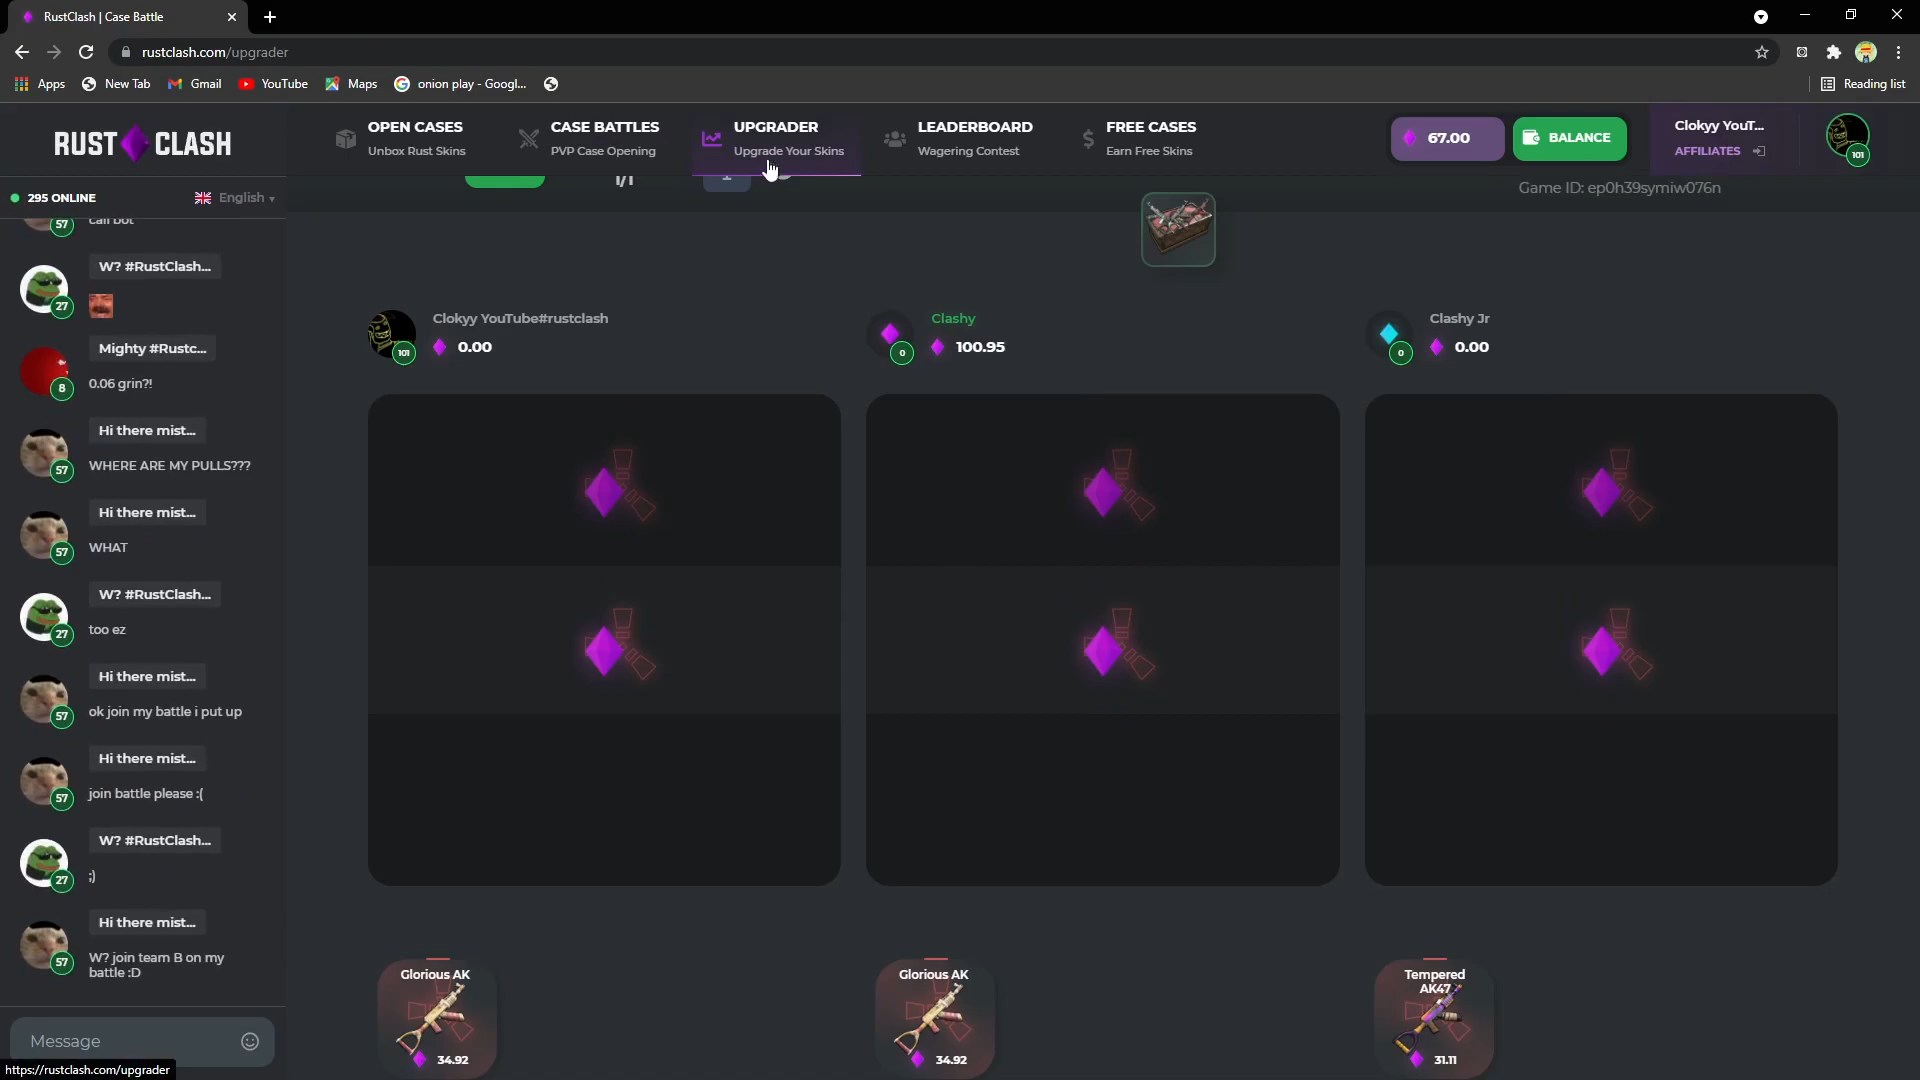 RustClash | Case Battle
rustclash.com/upgrader
Apps
New Tab
Gmail
YouTube
Maps
onion play - Googl...
Reading list
RUST CLASH
OPEN CASES
Unbox Rust Skins
CASE BATTLES
PVP Case Opening
UPGRADER
Upgrade Your Skins
LEADERBOARD
Wagering Contest
FREE CASES
Earn Free Skins
67.00
BALANCE
Clokyy YouT...
AFFILIATES
101
295 ONLINE
English
1/1
Game ID: ep0h39symiw076n
57
call bot
W? #RustClash...
27
Mighty #Rustc...
8
0.06 grin?!
Hi there mist...
57
WHERE ARE MY PULLS???
Hi there mist...
57
WHAT
W? #RustClash...
27
too ez
Hi there mist...
57
ok join my battle i put up
Hi there mist...
57
join battle please :(
W? #RustClash...
27
;)
Hi there mist...
57
W? join team B on my
battle :D
Message
https://rustclash.com/upgrader
Clokyy YouTube#rustclash
101
0.00
Clashy
0
100.95
Clashy Jr
0
0.00
Glorious AK
34.92
Glorious AK
34.92
Tempered
AK47
31.11